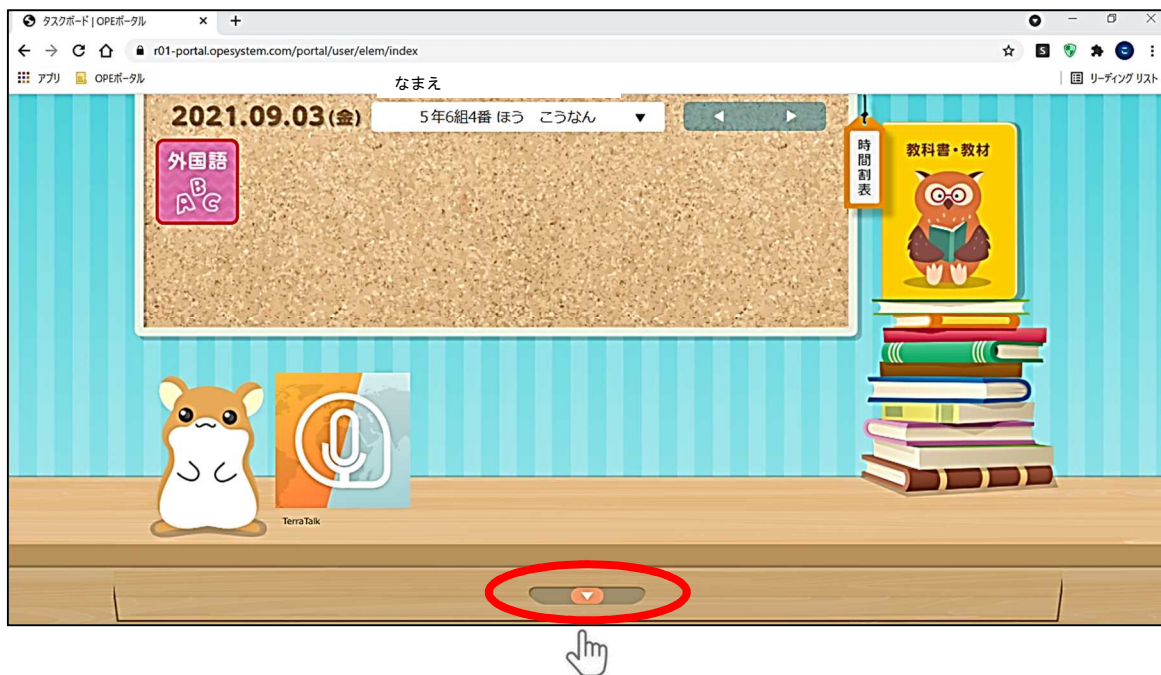 タスクボード | OPEポータル
r01-portal.opesystem.com/portal/user/elem/index
アプリ OPEポータル リーディング リスト
なまえ
2021.09.03(金) 5年6組4番 ほう こうなん
時間割表
教科書・教材
外国語
ABC
TerraTalk